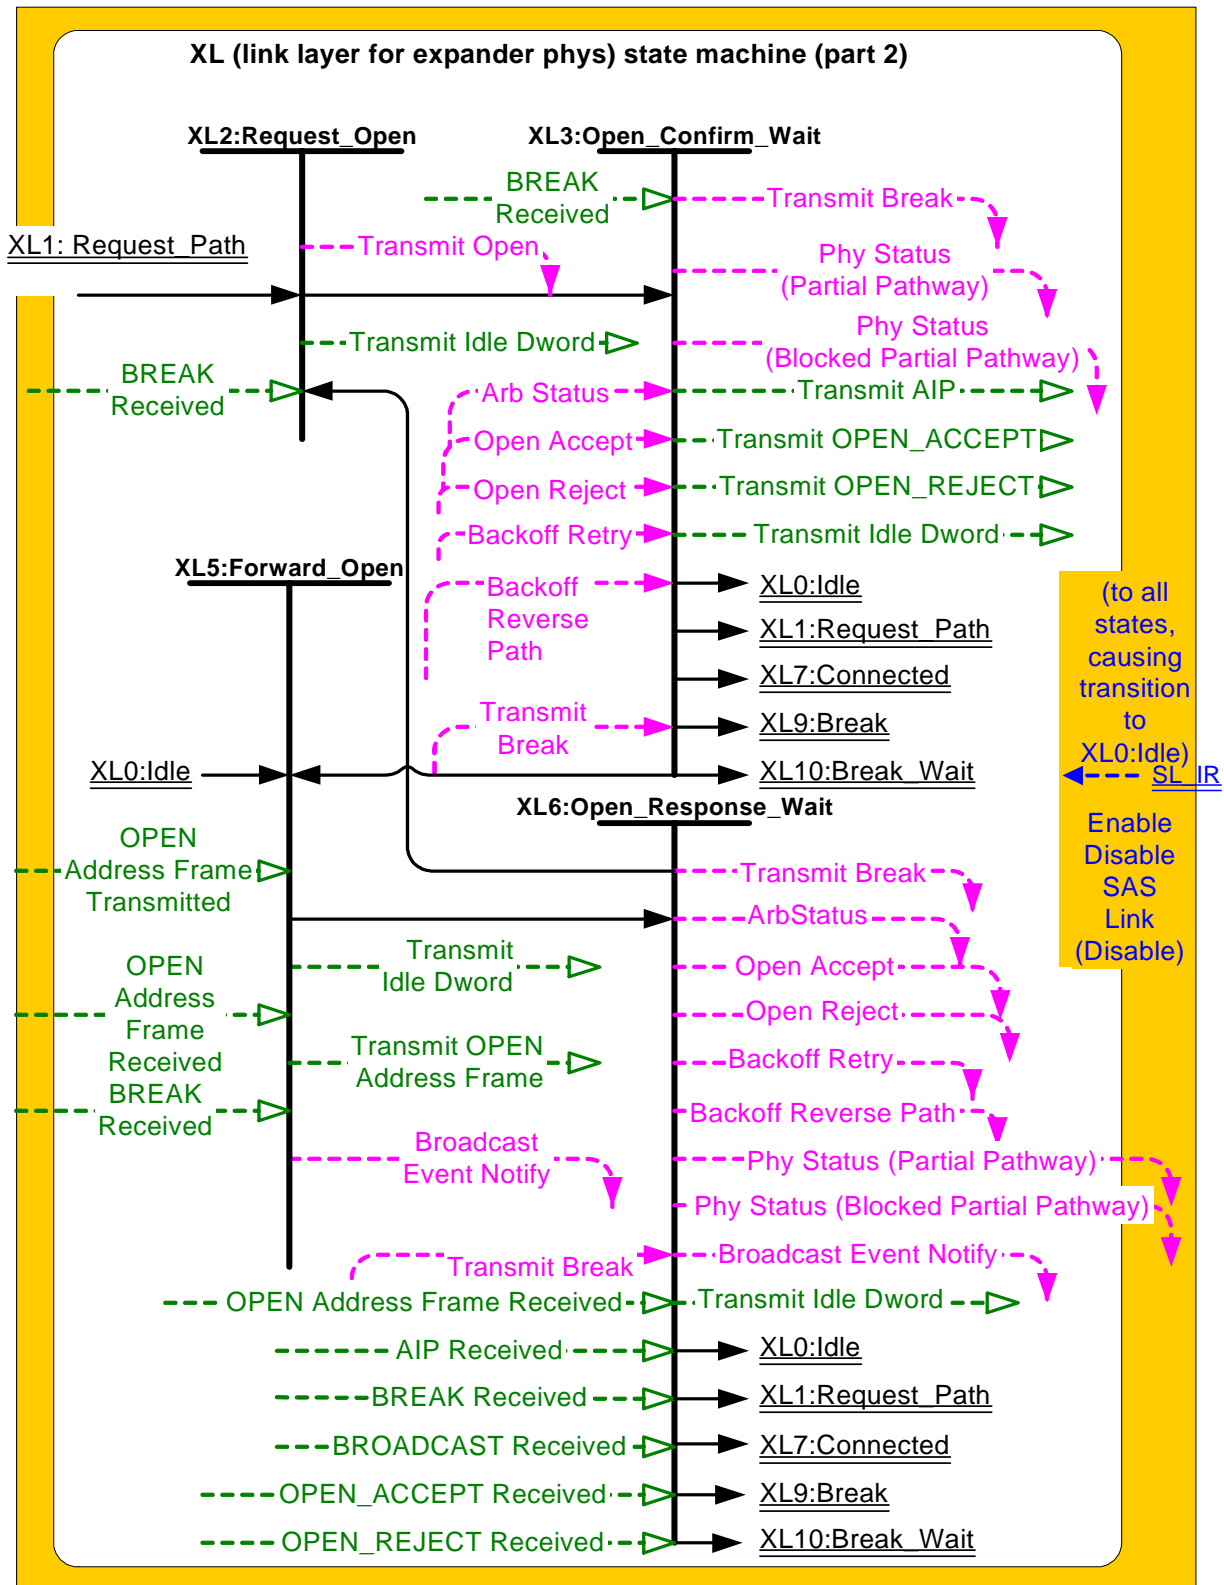 XL (link layer for expander phys) state machine (part 2)
XL2:Request_Open
XL3:Open_Confirm_Wait
BREAK
Received
Transmit Break
XL1: Request_Path
Transmit Open
Phy Status
(Partial Pathway)
Transmit Idle Dword
Phy Status
(Blocked Partial Pathway)
BREAK
Received
Arb Status
Transmit AIP
Open Accept
Transmit OPEN_ACCEPT
Open Reject
Transmit OPEN_REJECT
Backoff Retry
Transmit Idle Dword
XL5:Forward_Open
Backoff
Reverse
Path
XL0:Idle
XL1:Request_Path
XL7:Connected
Transmit
Break
XL9:Break
XL0:Idle
XL10:Break_Wait
(to all
states,
causing
transition
to
XL0:Idle)
SL_IR
Enable
Disable
SAS
Link
(Disable)
XL6:Open_Response_Wait
OPEN
Address Frame
Transmitted
Transmit Break
ArbStatus
Transmit
Idle Dword
Open Accept
OPEN
Address
Frame
Received
Open Reject
Transmit OPEN
Address Frame
Backoff Retry
BREAK
Received
Backoff Reverse Path
Broadcast
Event Notify
Phy Status (Partial Pathway)
Phy Status (Blocked Partial Pathway)
Transmit Break
Broadcast Event Notify
OPEN Address Frame Received
Transmit Idle Dword
AIP Received
XL0:Idle
BREAK Received
XL1:Request_Path
BROADCAST Received
XL7:Connected
OPEN_ACCEPT Received
XL9:Break
OPEN_REJECT Received
XL10:Break_Wait